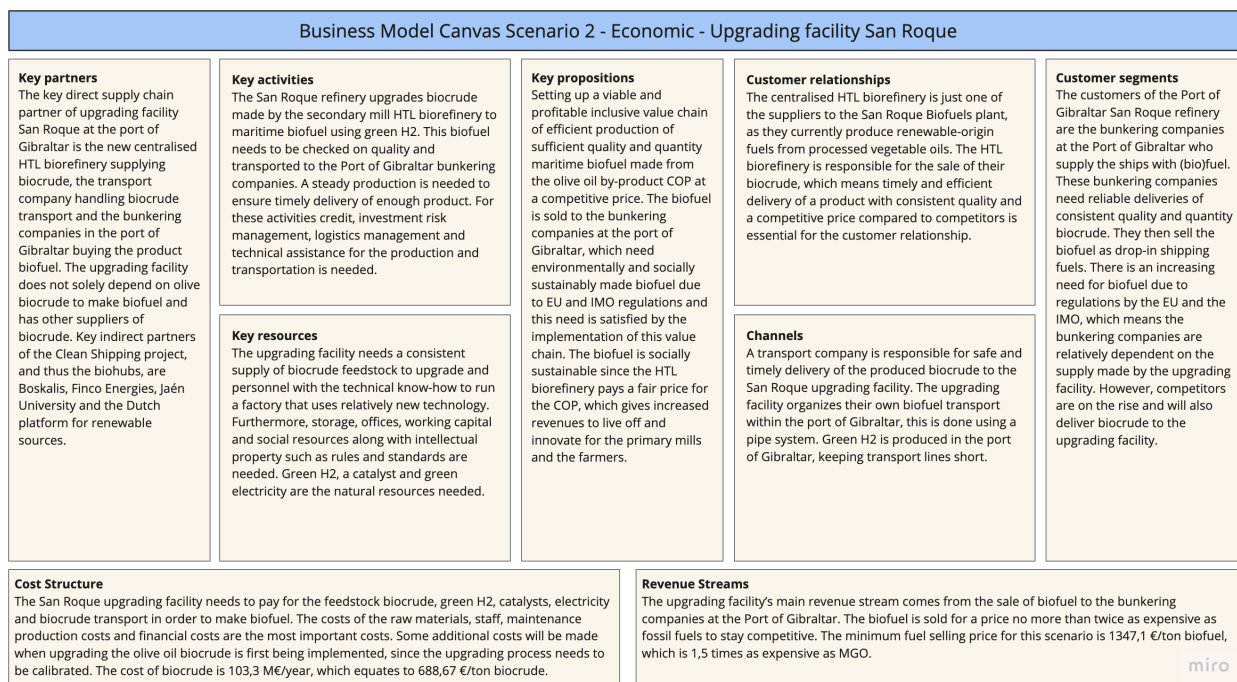 Business Model Canvas Scenario 2 - Economic - Upgrading facility San Roque
Key partners
The key direct supply chain
partner of upgrading facility
San Roque at the port of
Gibraltar is the new centralised
HTL biorefinery supplying
biocrude, the transport
company handling biocrude
transport and the bunkering
companies in the port of
Gibraltar buying the product
biofuel. The upgrading facility
does not solely depend on olive
biocrude to make biofuel and
has other suppliers of
biocrude. Key indirect partners
of the Clean Shipping project,
and thus the biohubs, are
Boskalis, Finco Energies, Jaén
University and the Dutch
platform for renewable
sources.
Key activities
The San Roque refinery upgrades biocrude
made by the secondary mill HTL biorefinery to
maritime biofuel using green H2. This biofuel
needs to be checked on quality and
transported to the Port of Gibraltar bunkering
companies. A steady production is needed to
ensure timely delivery of enough product. For
these activities credit, investment risk
management, logistics management and
technical assistance for the production and
transportation is needed.
Key resources
The upgrading facility needs a consistent
supply of biocrude feedstock to upgrade and
personnel with the technical know-how to run
a factory that uses relatively new technology.
Furthermore, storage, offices, working capital
and social resources along with intellectual
property such as rules and standards are
needed. Green H2, a catalyst and green
electricity are the natural resources needed.
Key propositions
Setting up a viable and
profitable inclusive value chain
of efficient production of
sufficient quality and quantity
maritime biofuel made from
the olive oil by-product COP at
a competitive price. The biofuel
is sold to the bunkering
companies at the port of
Gibraltar, which need
environmentally and socially
sustainably made biofuel due
to EU and IMO regulations and
this need is satisfied by the
implementation of this value
chain. The biofuel is socially
sustainable since the HTL
biorefinery pays a fair price for
the COP, which gives increased
revenues to live off and
innovate for the primary mills
and the farmers.
Customer relationships
The centralised HTL biorefinery is just one of
the suppliers to the San Roque Biofuels plant,
as they currently produce renewable-origin
fuels from processed vegetable oils. The HTL
biorefinery is responsible for the sale of their
biocrude, which means timely and efficient
delivery of a product with consistent quality and
a competitive price compared to competitors is
essential for the customer relationship.
Channels
A transport company is responsible for safe and
timely delivery of the produced biocrude to the
San Roque upgrading facility. The upgrading
facility organizes their own biofuel transport
within the port of Gibraltar, this is done using a
pipe system. Green H2 is produced in the port
of Gibraltar, keeping transport lines short.
Customer segments
The customers of the Port of
Gibraltar San Roque refinery
are the bunkering companies
at the Port of Gibraltar who
supply the ships with (bio)fuel.
These bunkering companies
need reliable deliveries of
consistent quality and quantity
biocrude. They then sell the
biofuel as drop-in shipping
fuels. There is an increasing
need for biofuel due to
regulations by the EU and the
IMO, which means the
bunkering companies are
relatively dependent on the
supply made by the upgrading
facility. However, competitors
are on the rise and will also
deliver biocrude to the
upgrading facility.
Cost Structure
The San Roque upgrading facility needs to pay for the feedstock biocrude, green H2, catalysts, electricity
and biocrude transport in order to make biofuel. The costs of the raw materials, staff, maintenance
production costs and financial costs are the most important costs. Some additional costs will be made
when upgrading the olive oil biocrude is first being implemented, since the upgrading process needs to
be calibrated. The cost of biocrude is 103,3 M€/year, which equates to 688,67 €/ton biocrude.
Revenue Streams
The upgrading facility's main revenue stream comes from the sale of biofuel to the bunkering
companies at the Port of Gibraltar. The biofuel is sold for a price no more than twice as expensive as
fossil fuels to stay competitive. The minimum fuel selling price for this scenario is 1347,1 €/ton biofuel,
which is 1,5 times as expensive as MGO.
miro